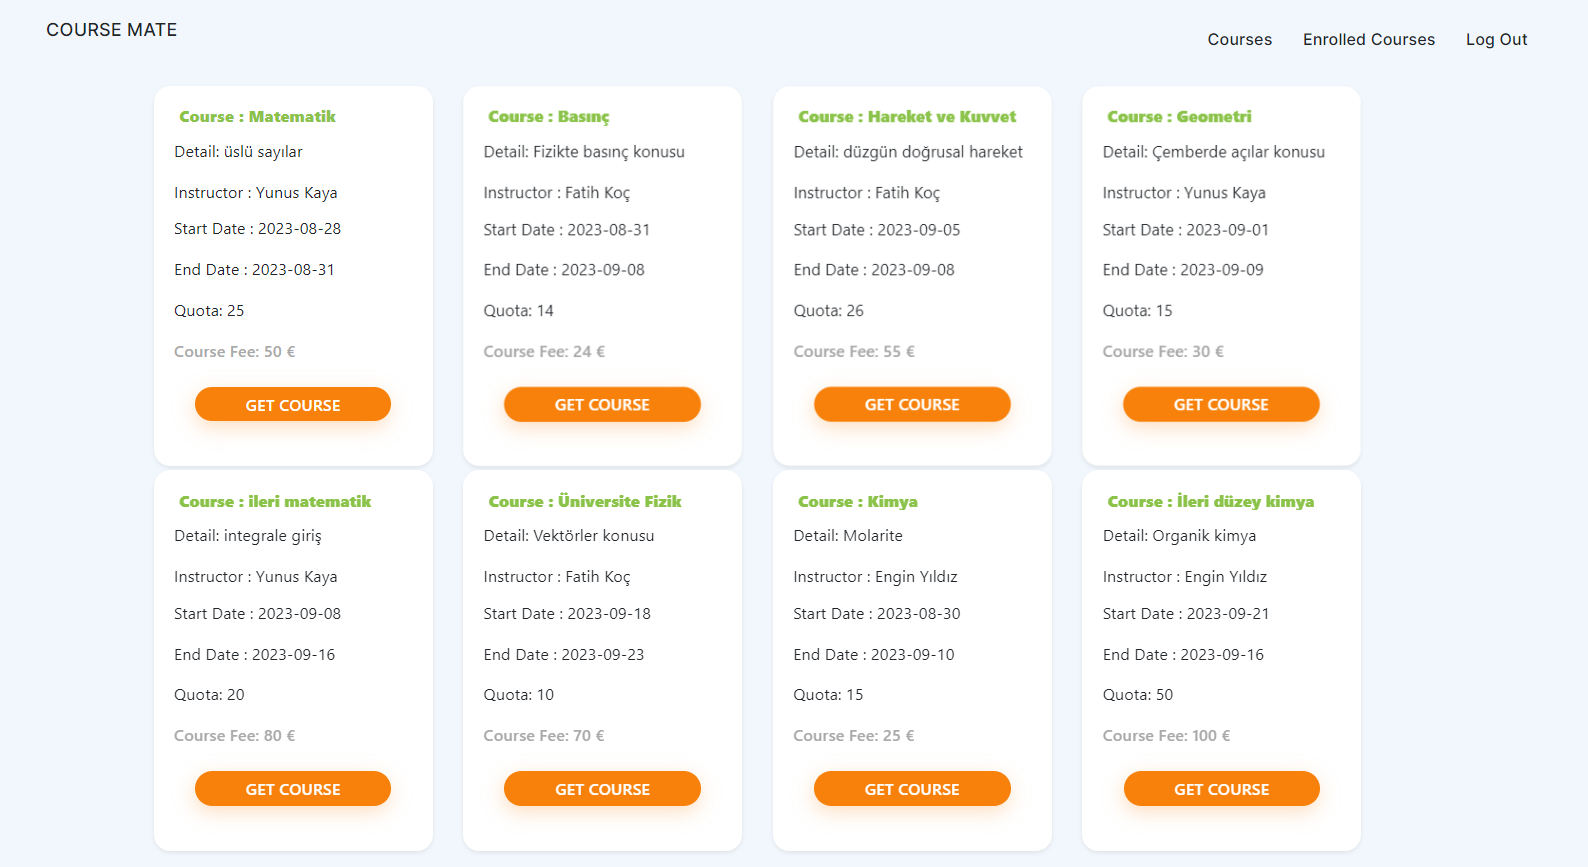 COURSE MATE
Courses
Enrolled Courses
Log Out
Course : Matematik
Detail: üslü sayılar
Instructor : Yunus Kaya
Start Date : 2023-08-28
End Date : 2023-08-31
Quota: 25
Course Fee: 50 €
GET COURSE
Course : Basınç
Detail: Fizikte basınç konusu
Instructor : Fatih Koç
Start Date : 2023-08-31
End Date : 2023-09-08
Quota: 14
Course Fee: 24 €
GET COURSE
Course : Hareket ve Kuvvet
Detail: düzgün doğrusal hareket
Instructor : Fatih Koç
Start Date : 2023-09-05
End Date : 2023-09-08
Quota: 26
Course Fee: 55 €
GET COURSE
Course : Geometri
Detail: Çemberde açılar konusu
Instructor : Yunus Kaya
Start Date : 2023-09-01
End Date : 2023-09-09
Quota: 15
Course Fee: 30 €
GET COURSE
Course : ileri matematik
Detail: integrale giriş
Instructor : Yunus Kaya
Start Date : 2023-09-08
End Date : 2023-09-16
Quota: 20
Course Fee: 80 €
GET COURSE
Course : Üniversite Fizik
Detail: Vektörler konusu
Instructor : Fatih Koç
Start Date : 2023-09-18
End Date : 2023-09-23
Quota: 10
Course Fee: 70 €
GET COURSE
Course : Kimya
Detail: Molarite
Instructor : Engin Yıldız
Start Date : 2023-08-30
End Date : 2023-09-10
Quota: 15
Course Fee: 25 €
GET COURSE
Course : İleri düzey kimya
Detail: Organik kimya
Instructor : Engin Yıldız
Start Date : 2023-09-21
End Date : 2023-09-16
Quota: 50
Course Fee: 100 €
GET COURSE